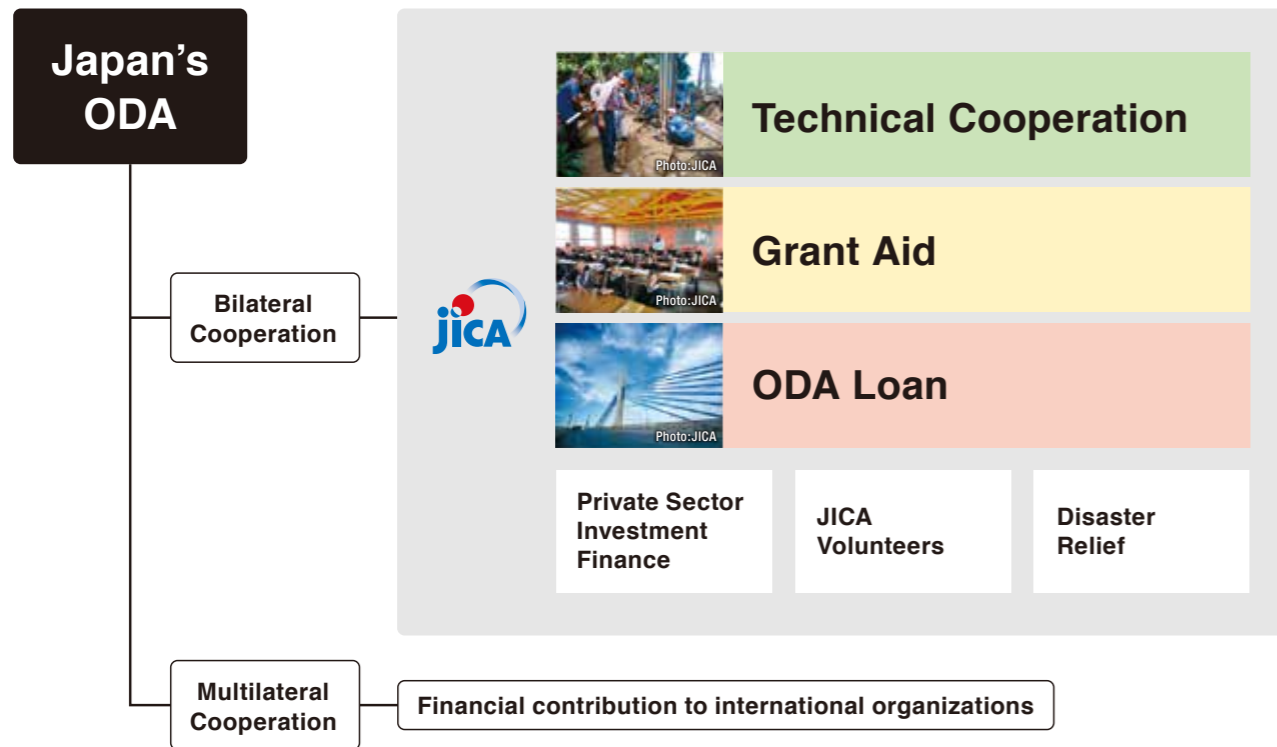 Japan's
ODA
Bilateral
Cooperation
jICA
Photo:JICA
Technical Cooperation
Photo:JICA
Grant Aid
Photo:JICA
ODA Loan
Private Sector
Investment
Finance
JICA
Volunteers
Disaster
Relief
Multilateral
Cooperation
Financial contribution to international organizations